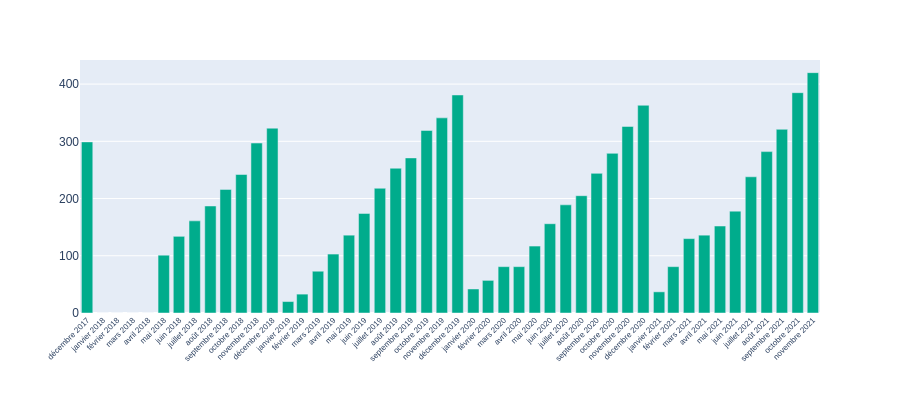 400
300
200
100
0
décembre 2017
janvier 2018
février 2018
mars 2018
avril 2018
mai 2018
juin 2018
juillet 2018
août 2018
septembre 2018
octobre 2018
novembre 2018
décembre 2018
janvier 2019
février 2019
mars 2019
avril 2019
mai 2019
juin 2019
juillet 2019
août 2019
septembre 2019
octobre 2019
novembre 2019
décembre 2019
janvier 2020
février 2020
mars 2020
avril 2020
mai 2020
juin 2020
juillet 2020
août 2020
septembre 2020
octobre 2020
novembre 2020
décembre 2020
janvier 2021
février 2021
mars 2021
avril 2021
mai 2021
juin 2021
juillet 2021
août 2021
septembre 2021
octobre 2021
novembre 2021